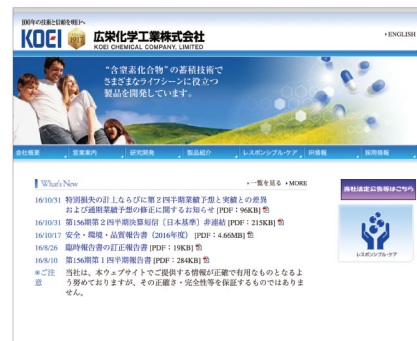 100年の技術と信頼を明日へ
KOEI 1917 広栄化学工業株式会社
KOEI CHEMICAL COMPANY, LIMITED
ENGLISH
“含窒素化合物”の蓄積技術で
さまざまなライフシーンに役立つ
製品を開発しています。
会社概要 営業案内 研究開発 製品紹介 レスポンシブル・ケア IR情報 採用情報
What's New 一覧を見る MORE
16/10/31 特別損失の計上ならびに第2四半期業績予想と実績との差異
および通期業績予想の修正に関するお知らせ [PDF：96KB]
16/10/31 第156期第2四半期決算短信〔日本基準〕非連結 [PDF：215KB]
16/10/17 安全・環境・品質報告書（2016年度） [PDF：4.66MB]
16/8/26 臨時報告書の訂正報告書 [PDF：19KB]
16/8/10 第156期第1四半期報告書 [PDF：284KB]
※ご注意 当社は、本ウェブサイトでご提供する情報が正確で有用なものとなるよ
う努めておりますが、その正確さ・完全性等を保証するものではありま
せん。
当社法定公告等はこちら
レスポンシブル・ケア